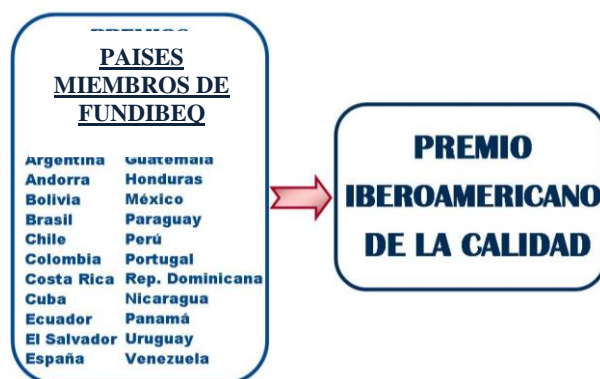 PAISES
MIEMBROS DE
FUNDIBEQ
Argentina Guatemala
Andorra Honduras
Bolivia México
Brasil Paraguay
Chile Perú
Colombia Portugal
Costa Rica Rep. Dominicana
Cuba Nicaragua
Ecuador Panamá
El Salvador Uruguay
España Venezuela
PREMIO
IBEROAMERICANO
DE LA CALIDAD